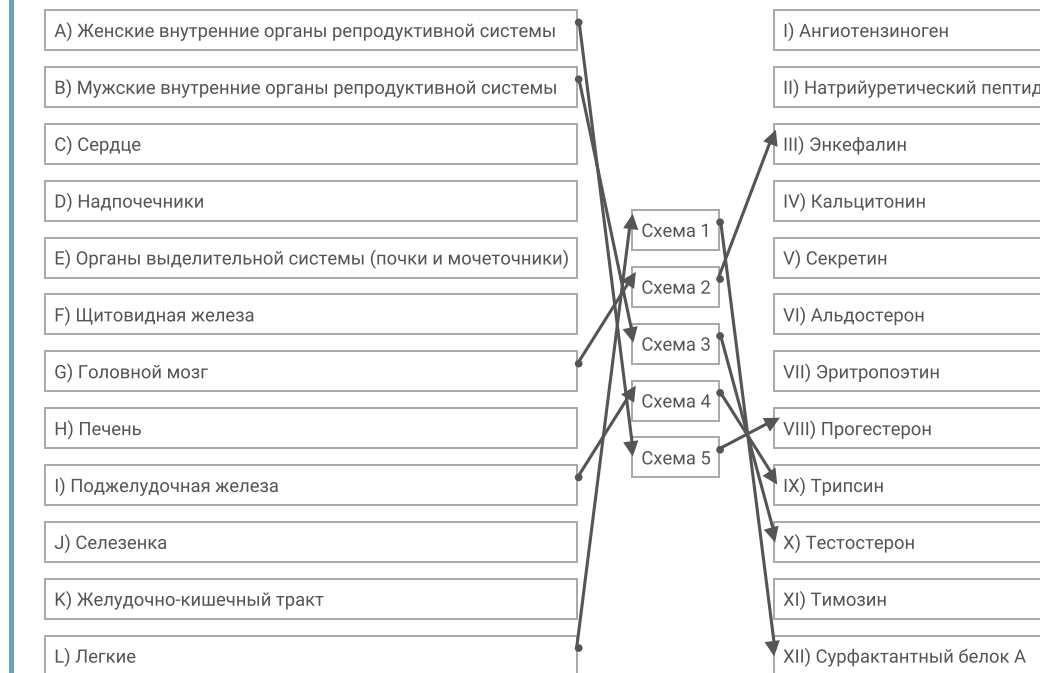 A) Женские внутренние органы репродуктивной системы
B) Мужские внутренние органы репродуктивной системы
C) Сердце
D) Надпочечники
E) Органы выделительной системы (почки и мочеточники)
F) Щитовидная железа
G) Головной мозг
H) Печень
I) Поджелудочная железа
J) Селезенка
K) Желудочно-кишечный тракт
L) Легкие
Схема 1
Схема 2
Схема 3
Схема 4
Схема 5
I) Ангиотензиноген
II) Натрийуретический пептид
III) Энкефалин
IV) Кальцитонин
V) Секретин
VI) Альдостерон
VII) Эритропоэтин
VIII) Прогестерон
IX) Трипсин
X) Тестостерон
XI) Тимозин
XII) Сурфактантный белок А